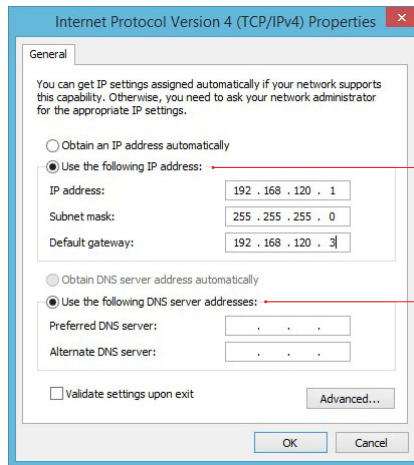 Internet Protocol Version 4 (TCP/IPv4) Properties
General
You can get IP settings assigned automatically if your network supports
this capability. Otherwise, you need to ask your network administrator
for the appropriate IP settings.
Obtain an IP address automatically
Use the following IP address:
IP address: 192 . 168 . 120 . 1
Subnet mask: 255 . 255 . 255 . 0
Default gateway: 192 . 168 . 120 . 3
Obtain DNS server address automatically
Use the following DNS server addresses:
Preferred DNS server: . . .
Alternate DNS server: . . .
Validate settings upon exit
Advanced...
OK Cancel